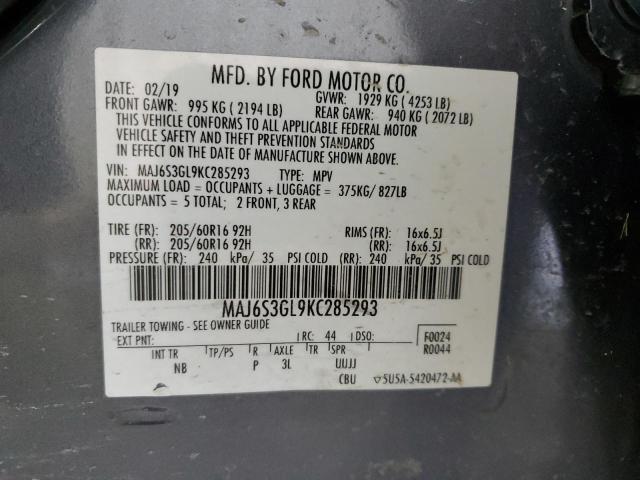 MFD. BY FORD MOTOR CO.
DATE: 02/19 GVWR: 1929 KG ( 4253 LB)
FRONT GAWR: 995 KG ( 2194 LB) REAR GAWR: 940 KG ( 2072 LB)
THIS VEHICLE CONFORMS TO ALL APPLICABLE FEDERAL MOTOR
VEHICLE SAFETY AND THEFT PREVENTION STANDARDS
IN EFFECT ON THE DATE OF MANUFACTURE SHOWN ABOVE.
VIN: MAJ6S3GL9KC285293 TYPE: MPV
MAXIMUM LOAD = OCCUPANTS + LUGGAGE = 375KG/ 827LB
OCCUPANTS = 5 TOTAL; 2 FRONT, 3 REAR
TIRE (FR): 205/60R16 92H RIMS (FR): 16x6.5J
(RR): 205/60R16 92H (RR): 16x6.5J
PRESSURE (FR): 240 kPa/ 35 PSI COLD (RR): 240 kPa/ 35 PSI COLD
MAJ6S3GL9KC285293
TRAILER TOWING - SEE OWNER GUIDE
EXT PNT: RC: 44 DSO: F0024
R0044
INT TR TP/PS R AXLE TR SPR
NB P 3L UUJJ
CBU ▽5U5A-5420472-AA